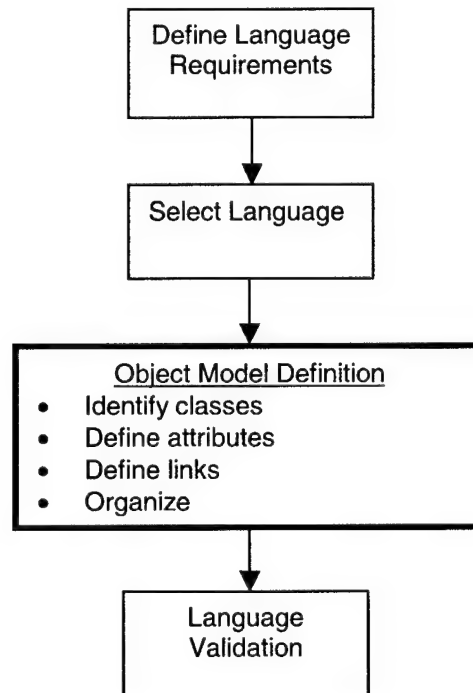 Define Language
Requirements
Select Language
Object Model Definition
• Identify classes
• Define attributes
• Define links
• Organize
Language
Validation